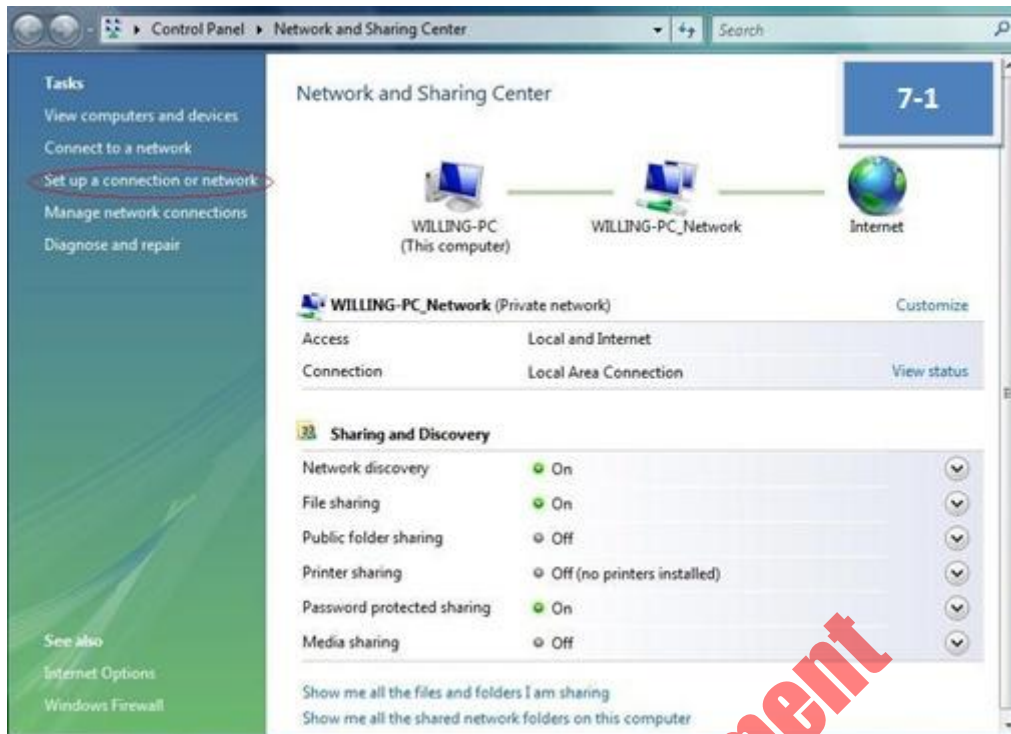 Control Panel Network and Sharing Center Search
Tasks
View computers and devices
Connect to a network
Set up a connection or network
Manage network connections
Diagnose and repair
See also
Internet Options
Windows Firewall
Network and Sharing Center
7-1
WILLING-PC
(This computer)
WILLING-PC_Network
Internet
WILLING-PC_Network (Private network) Customize
Access Local and Internet
Connection Local Area Connection View status
Sharing and Discovery
Network discovery On
File sharing On
Public folder sharing Off
Printer sharing Off (no printers installed)
Password protected sharing On
Media sharing Off
Show me all the files and folders I am sharing
Show me all the shared network folders on this computer